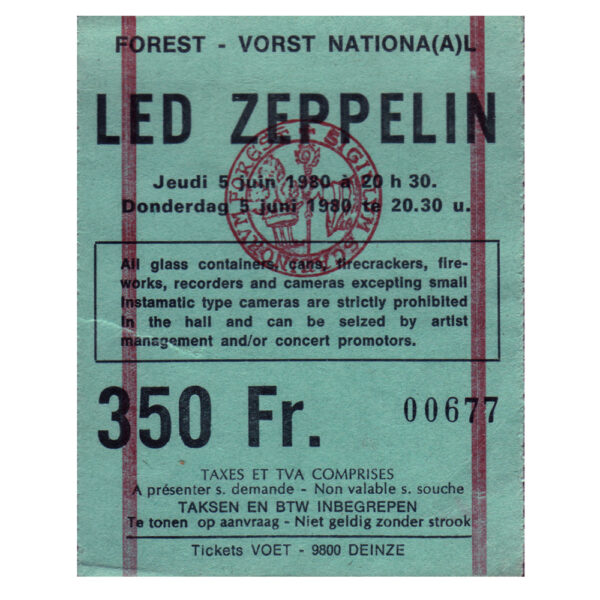 FOREST - VORST NATIONA(A)L
LED ZEPPELIN
Jeudi 5 juin 1980 à 20 h 30.
Donderdag 5 juni 1980 te 20.30 u.
All glass containers, cans, firecrackers, fire-
works, recorders and cameras excepting small
Instamatic type cameras are strictly prohibited
In the hall and can be seized by artist
management and/or concert promotors.
350 Fr.
00677
TAXES ET TVA COMPRISES
A présenter s. demande - Non valable s. souche
TAKSEN EN BTW INBEGREPEN
Te tonen op aanvraag - Niet geldig zonder strook
Tickets VOET - 9800 DEINZE